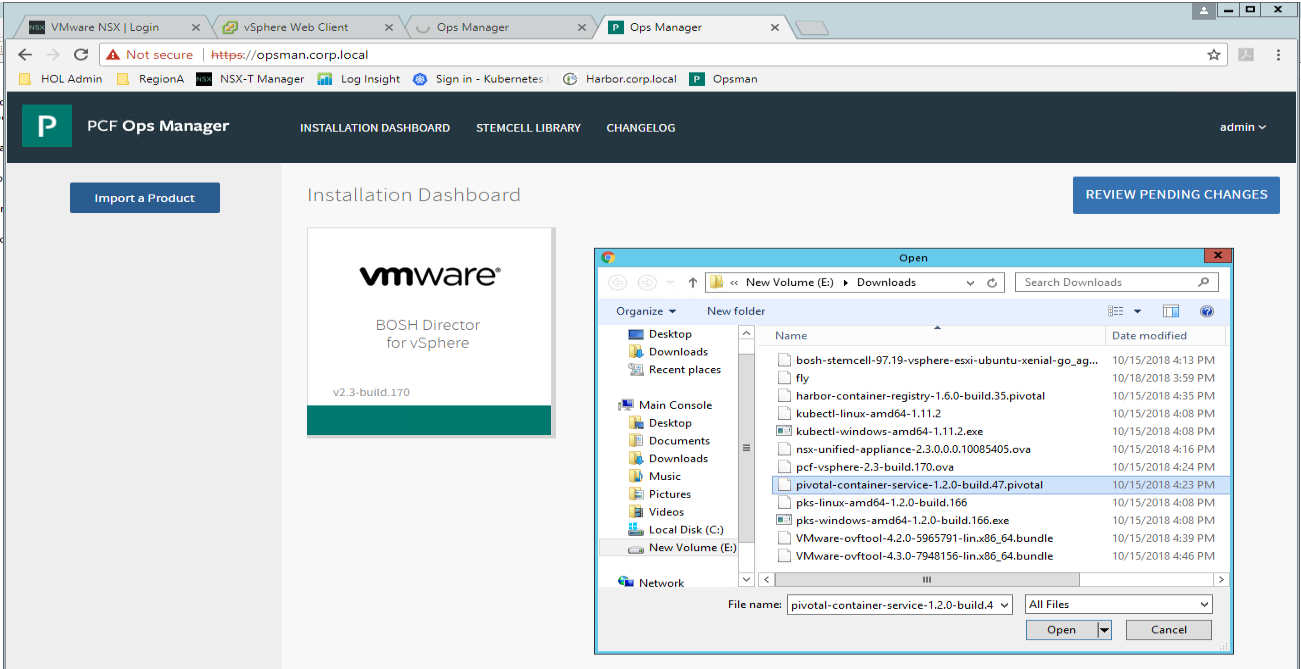 VMware NSX | Login
vSphere Web Client
Ops Manager
Ops Manager
Not secure
https://opsman.corp.local
HOL Admin
RegionA
NSX-T Manager
Log Insight
Sign in - Kubernetes
Harbor.corp.local
Opsman
P
PCF Ops Manager
INSTALLATION DASHBOARD
STEMCELL LIBRARY
CHANGELOG
admin
Import a Product
Installation Dashboard
REVIEW PENDING CHANGES
vmware®
BOSH Director
for vSphere
v2.3-build.170
Open
« New Volume (E:) Downloads
Search Downloads
Organize
New folder
Desktop
Downloads
Recent places
Main Console
Desktop
Documents
Downloads
Music
Pictures
Videos
Local Disk (C:)
New Volume (E:)
Network
Name Date modified
bosh-stemcell-97.19-vsphere-esxi-ubuntu-xenial-go_ag... 10/15/2018 4:13 PM
fly 10/18/2018 3:59 PM
harbor-container-registry-1.6.0-build.35.pivotal 10/15/2018 4:35 PM
kubectl-linux-amd64-1.11.2 10/15/2018 4:08 PM
kubectl-windows-amd64-1.11.2.exe 10/15/2018 4:08 PM
nsx-unified-appliance-2.3.0.0.0.10085405.ova 10/15/2018 4:16 PM
pcf-vsphere-2.3-build.170.ova 10/15/2018 4:24 PM
pivotal-container-service-1.2.0-build.47.pivotal 10/15/2018 4:23 PM
pks-linux-amd64-1.2.0-build.166 10/15/2018 4:08 PM
pks-windows-amd64-1.2.0-build.166.exe 10/15/2018 4:08 PM
VMware-ovftool-4.2.0-5965791-lin.x86_64.bundle 10/15/2018 4:39 PM
VMware-ovftool-4.3.0-7948156-lin.x86_64.bundle 10/15/2018 4:46 PM
File name: pivotal-container-service-1.2.0-build.4
All Files
Open
Cancel